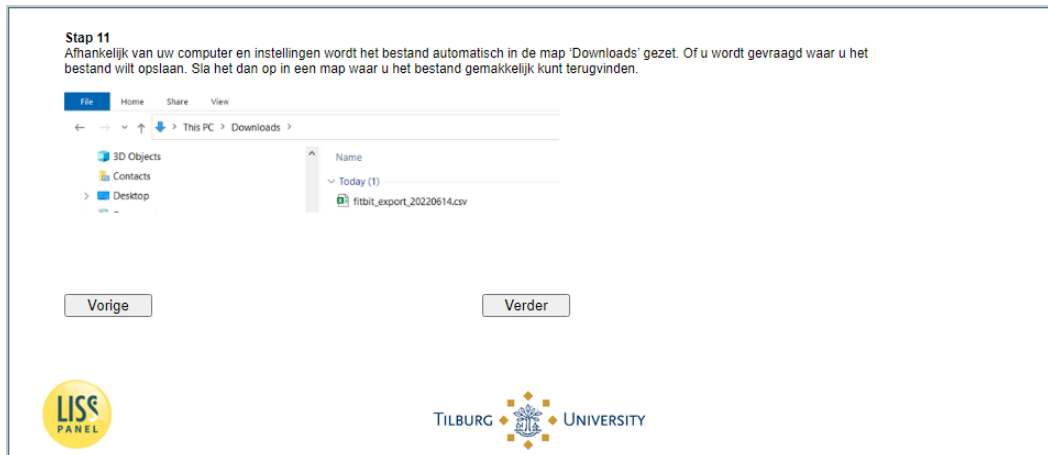 Stap 11
Afhankelijk van uw computer en instellingen wordt het bestand automatisch in de map ‘Downloads’ gezet. Of u wordt gevraagd waar u het
bestand wilt opslaan. Sla het dan op in een map waar u het bestand gemakkelijk kunt terugvinden.
File Home Share View
This PC > Downloads >
3D Objects
Name
Contacts
Today (1)
Desktop
fitbit_export_20220614.csv
Vorige Verder
LISS
PANEL
TILBURG UNIVERSITY